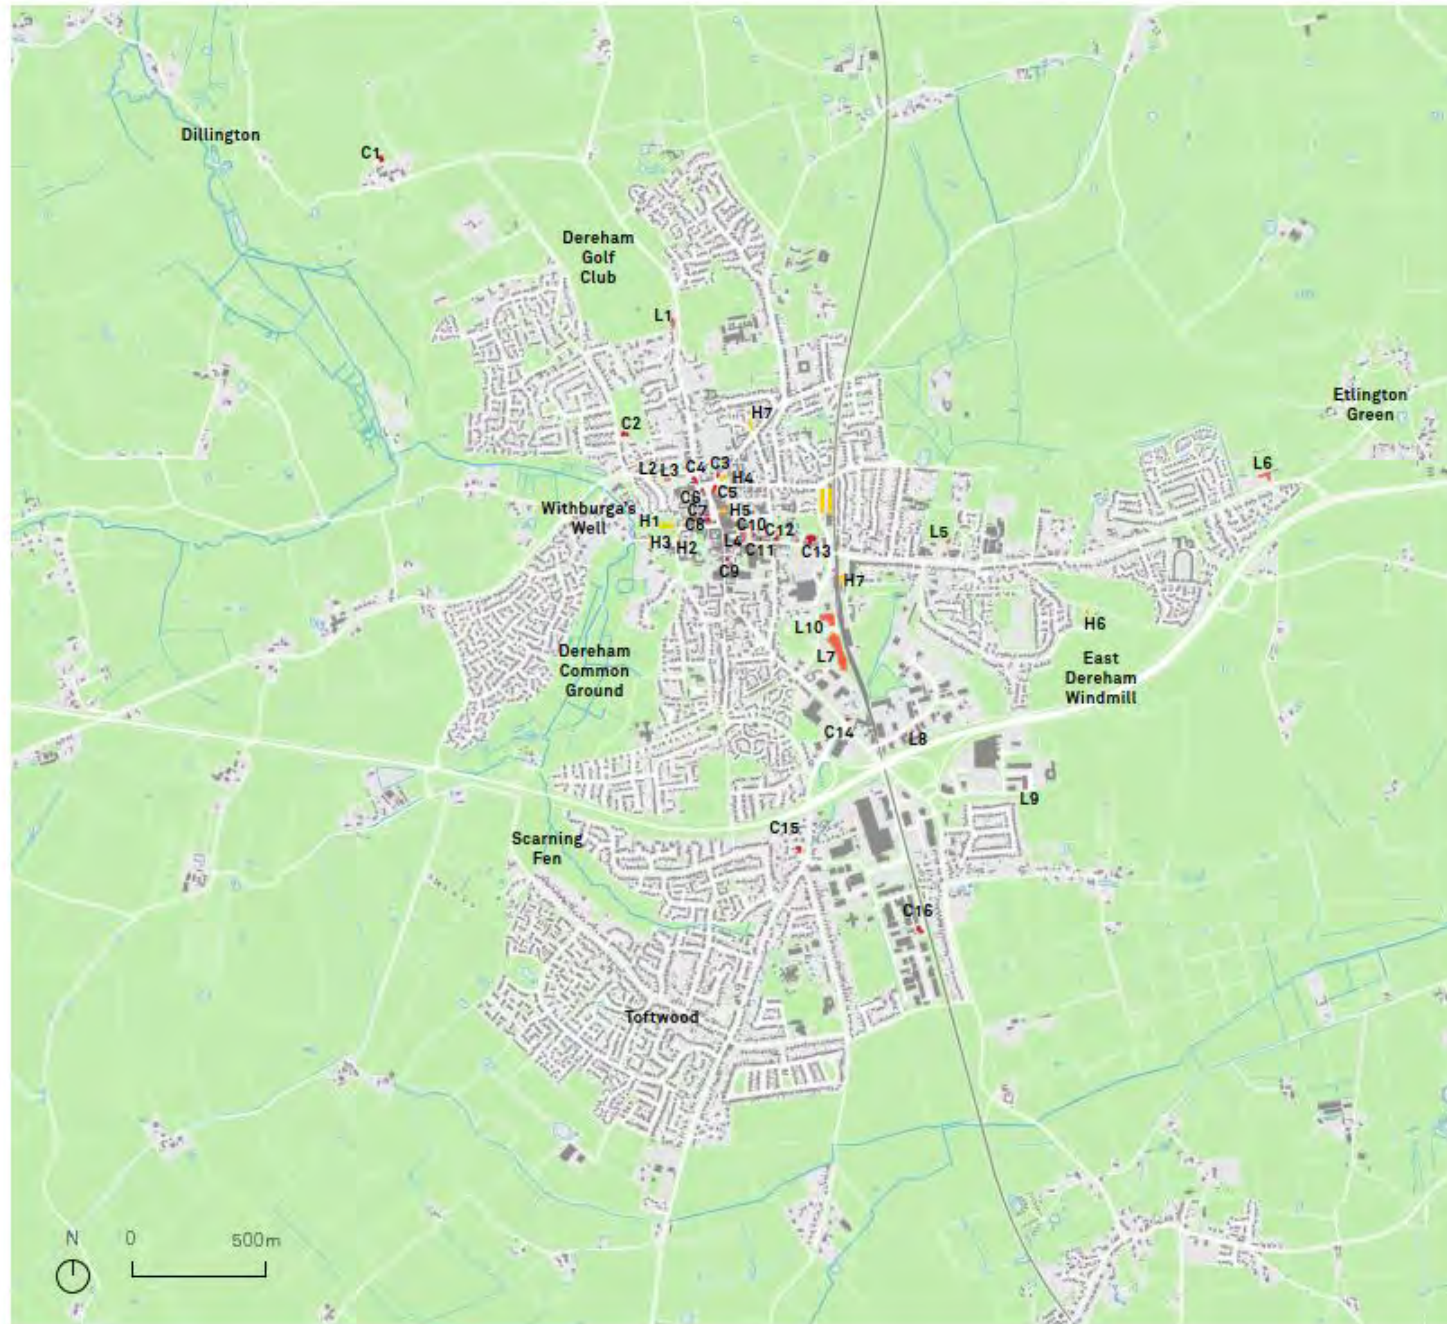 Dillington
C1
Dereham
Golf
Club
L1
Etlington
Green
H7
C2
L2 L3 C4 C3
H4
L6
C6 C5
Withburga's
Well
C7 H5
H1 C8 C10 C12
L5
H3 H2 L4 C11 C13
C9
H7
H6
L10
Dereham
Common
Ground
L7
East
Dereham
Windmill
C14
L8
L9
C15
Scarning
Fen
C16
Toftwood
N 0 500m